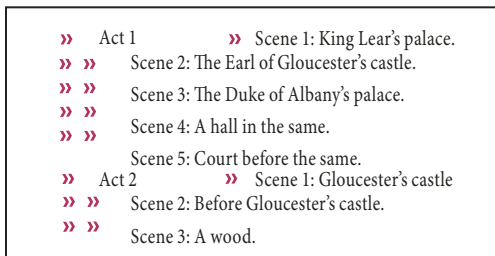 » Act 1 » Scene 1: King Lear's palace.
» » Scene 2: The Earl of Gloucester's castle.
» » Scene 3: The Duke of Albany's palace.
» » Scene 4: A hall in the same.
» » Scene 5: Court before the same.
» Act 2 » Scene 1: Gloucester's castle
» » Scene 2: Before Gloucester's castle.
» » Scene 3: A wood.